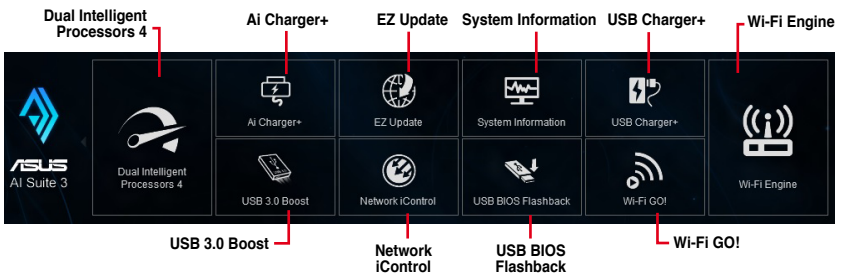 Dual Intelligent
Processors 4
Ai Charger+
EZ Update
System Information
USB Charger+
Wi-Fi Engine
ASUS
AI Suite 3
Dual Intelligent
Processors 4
Ai Charger+
EZ Update
System Information
USB Charger+
Wi-Fi Engine
USB 3.0 Boost
Network iControl
USB BIOS Flashback
Wi-Fi GO!
USB 3.0 Boost
Network
iControl
USB BIOS
Flashback
Wi-Fi GO!